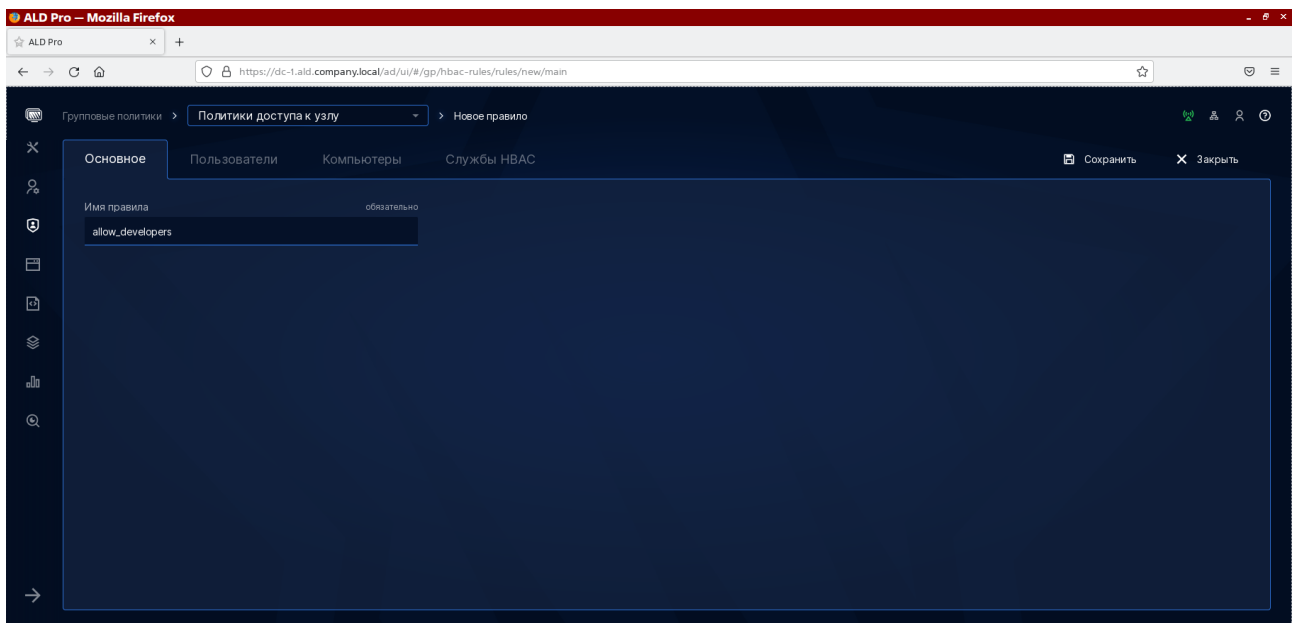 ALD Pro — Mozilla Firefox
ALD Pro
https://dc-1.ald.company.local/ad/ui/#/gp/hbac-rules/rules/new/main
Групповые политики > Политики доступа к узлу > Новое правило
Основное Пользователи Компьютеры Службы HBAC Сохранить Закрыть
Имя правила обязательно
allow_developers